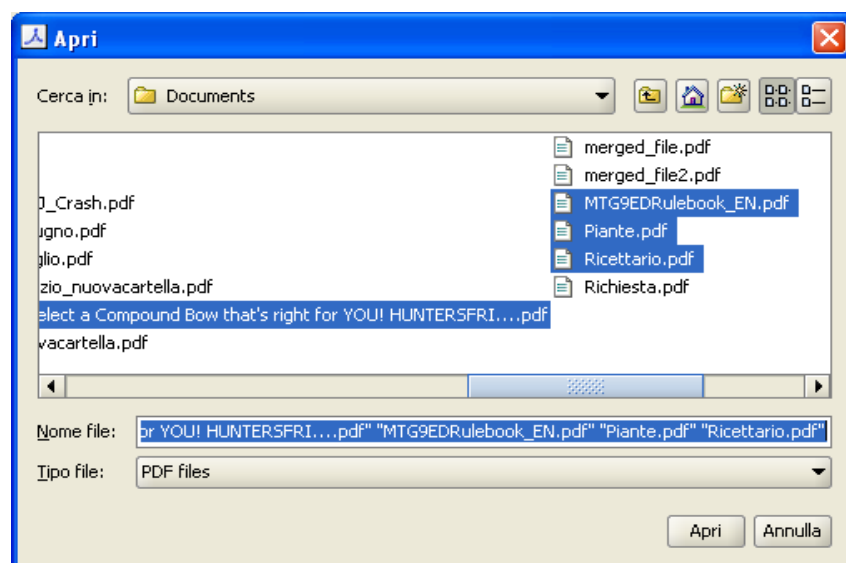 Apri
Cerca in: Documents
J_Crash.pdf
ugno.pdf
glio.pdf
zio_nuovacartella.pdf
elect a Compound Bow that's right for YOU! HUNTERSFRI....pdf
vacartella.pdf
merged_file.pdf
merged_file2.pdf
MTG9EDRulebook_EN.pdf
Piante.pdf
Ricettario.pdf
Richiesta.pdf
Nome file: or YOU! HUNTERSFRI....pdf" "MTG9EDRulebook_EN.pdf" "Piante.pdf" "Ricettario.pdf"
Tipo file: PDF files
Apri Annulla